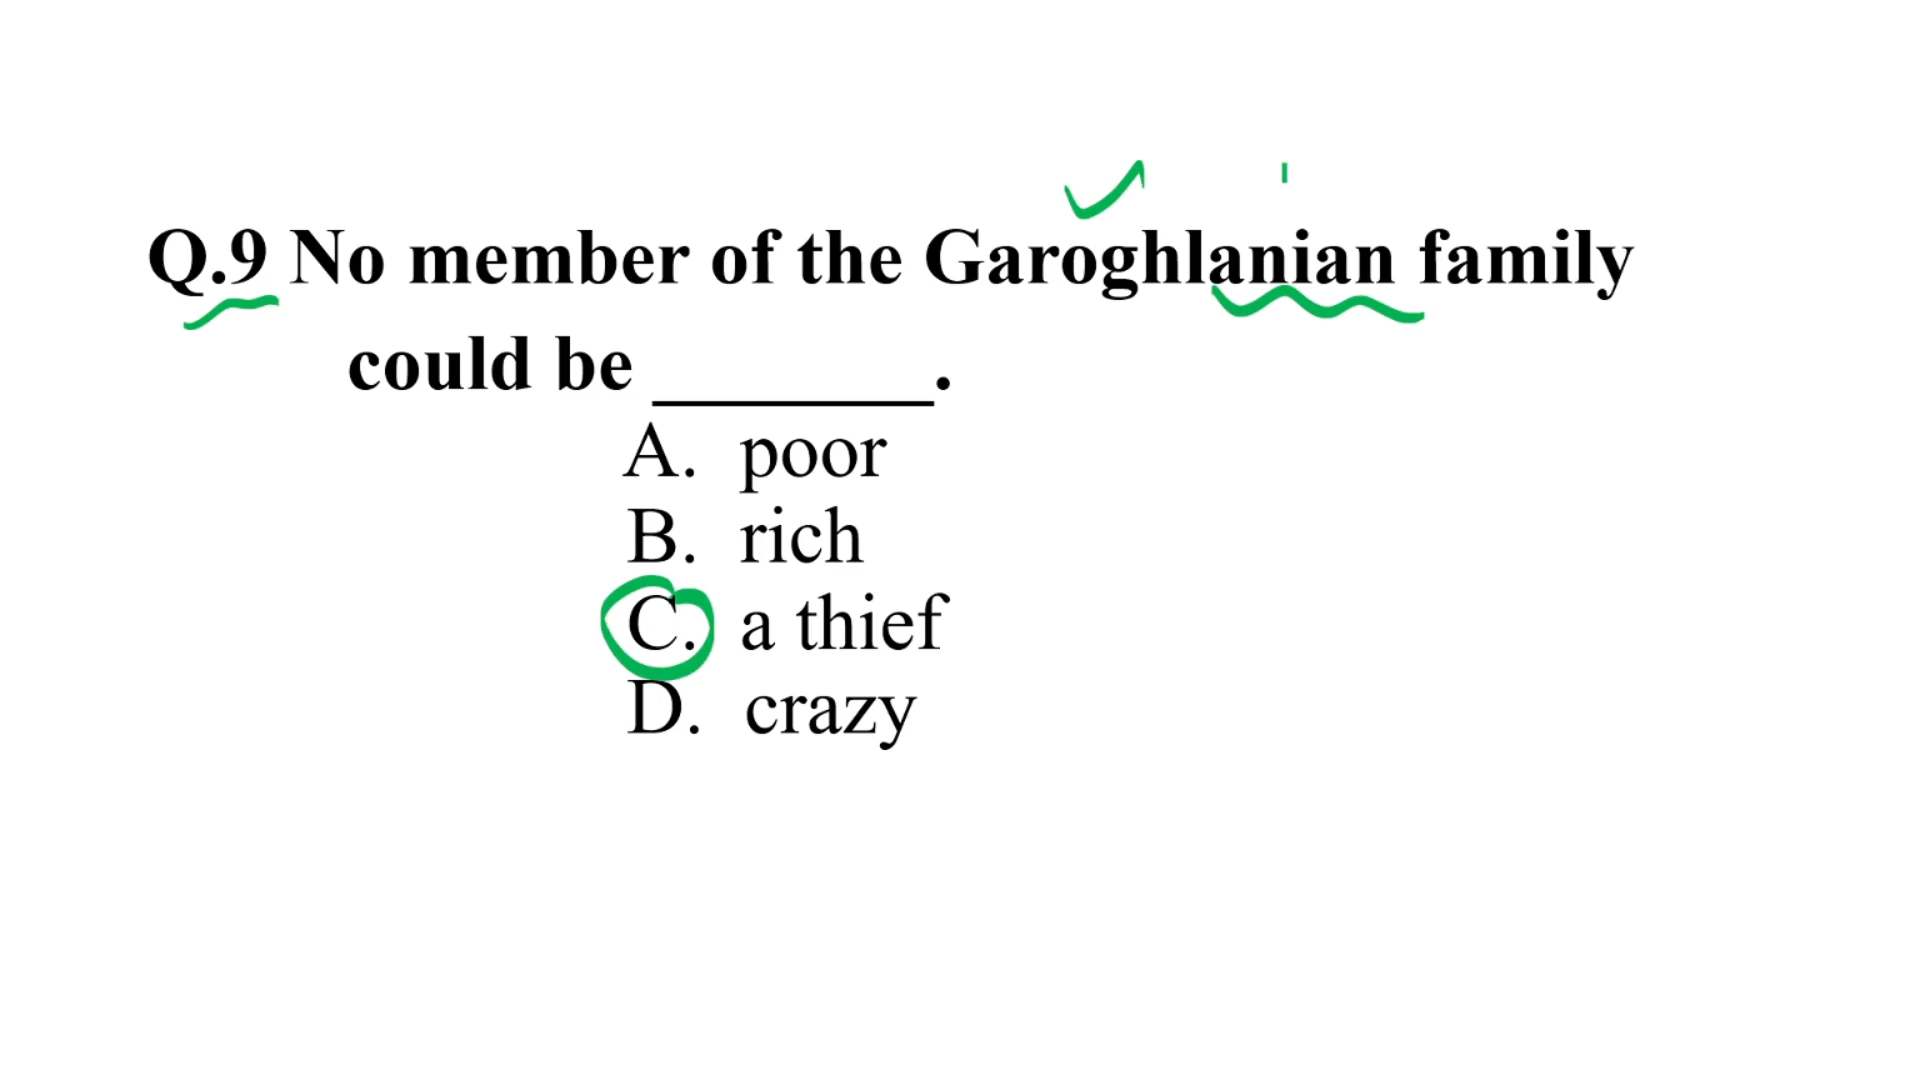 Q.9 No member of the Garoghlanian family
could be ________.
A. poor
B. rich
C. a thief
D. crazy